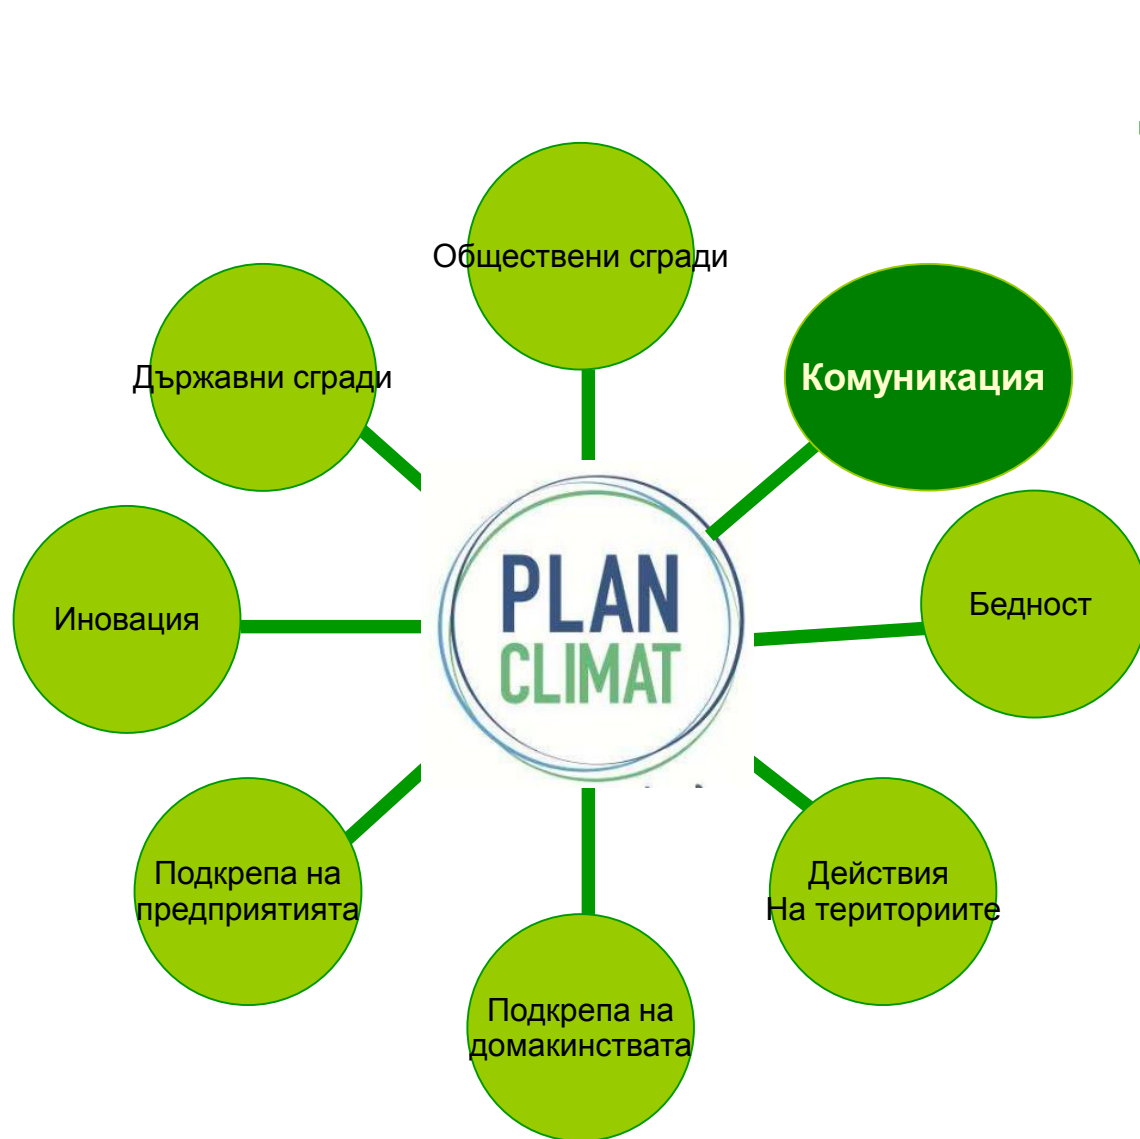 Обществени сгради
Държавни сгради
Комуникация
Бедност
Иновация
PLAN
CLIMAT
Подкрепа на
предприятията
Действия
На териториите
Подкрепа на
домакинствата